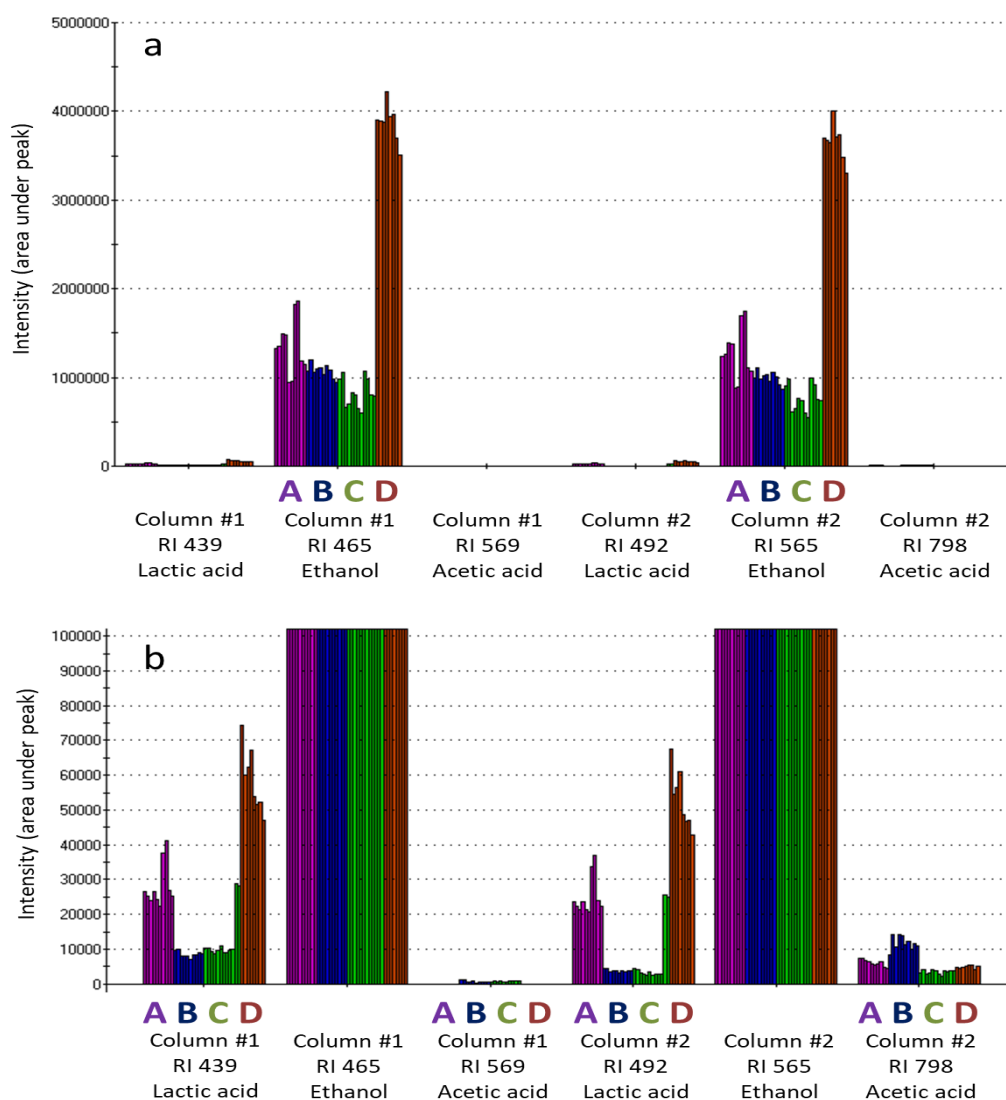 a
Intensity (area under peak)
5000000
4000000
3000000
2000000
1000000
0
A B C D A B C D
Column #1 Column #1 Column #1 Column #2 Column #2 Column #2
RI 439 RI 465 RI 569 RI 492 RI 565 RI 798
Lactic acid Ethanol Acetic acid Lactic acid Ethanol Acetic acid
b
Intensity (area under peak)
100000
90000
80000
70000
60000
50000
40000
30000
20000
10000
0
A B C D A B C D A B C D A B C D
Column #1 Column #1 Column #1 Column #2 Column #2 Column #2
RI 439 RI 465 RI 569 RI 492 RI 565 RI 798
Lactic acid Ethanol Acetic acid Lactic acid Ethanol Acetic acid